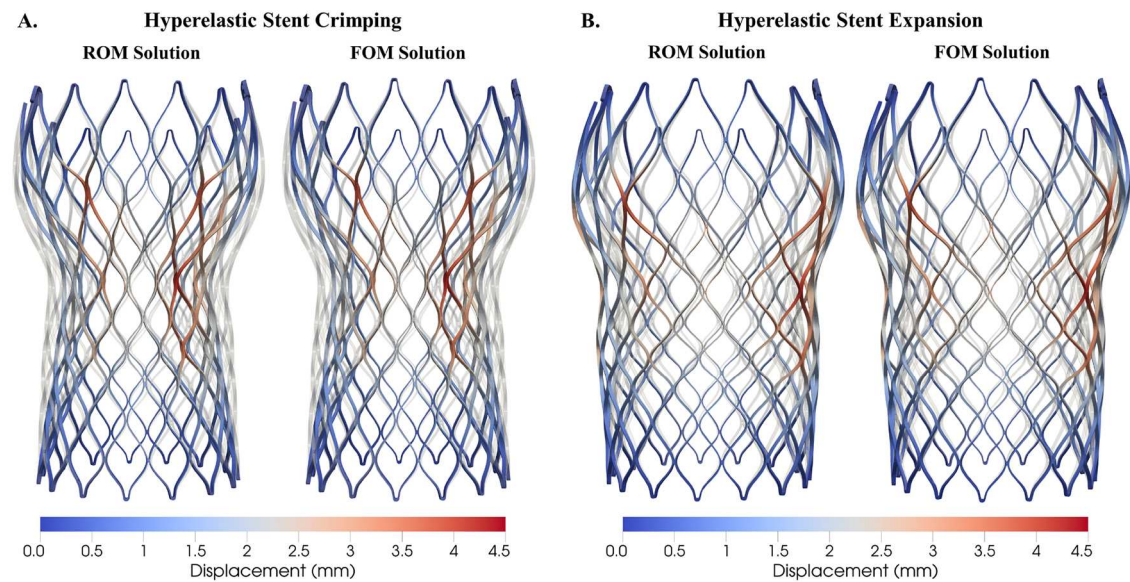 A. Hyperelastic Stent Crimping
ROM Solution FOM Solution
0.0 0.5 1 1.5 2 2.5 3 3.5 4 4.5
Displacement (mm)
B. Hyperelastic Stent Expansion
ROM Solution FOM Solution
0.0 0.5 1 1.5 2 2.5 3 3.5 4 4.5
Displacement (mm)